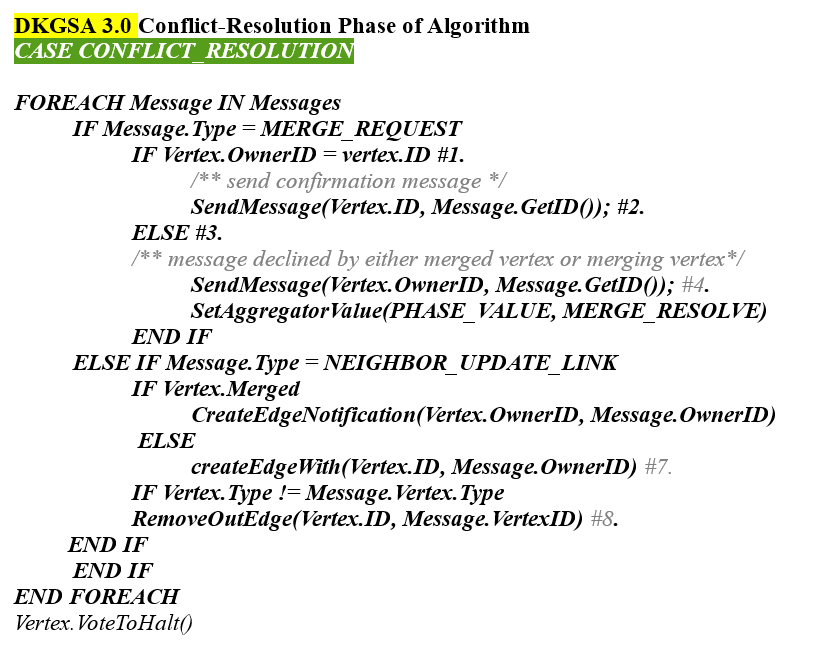 DKGSA 3.0 Conflict-Resolution Phase of Algorithm
CASE CONFLICT_RESOLUTION
FOREACH Message IN Messages
IF Message.Type = MERGE_REQUEST
IF Vertex.OwnerID = vertex.ID #1.
/** send confirmation message */
SendMessage(Vertex.ID, Message.GetID()); #2.
ELSE #3.
/** message declined by either merged vertex or merging vertex*/
SendMessage(Vertex.OwnerID, Message.GetID()); #4.
SetAggregatorValue(PHASE_VALUE, MERGE_RESOLVE)
END IF
ELSE IF Message.Type = NEIGHBOR_UPDATE_LINK
IF Vertex.Merged
CreateEdgeNotification(Vertex.OwnerID, Message.OwnerID)
ELSE
createEdgeWith(Vertex.ID, Message.OwnerID) #7.
IF Vertex.Type != Message.Vertex.Type
RemoveOutEdge(Vertex.ID, Message.VertexID) #8.
END IF
END IF
END FOREACH
Vertex.VoteToHalt()